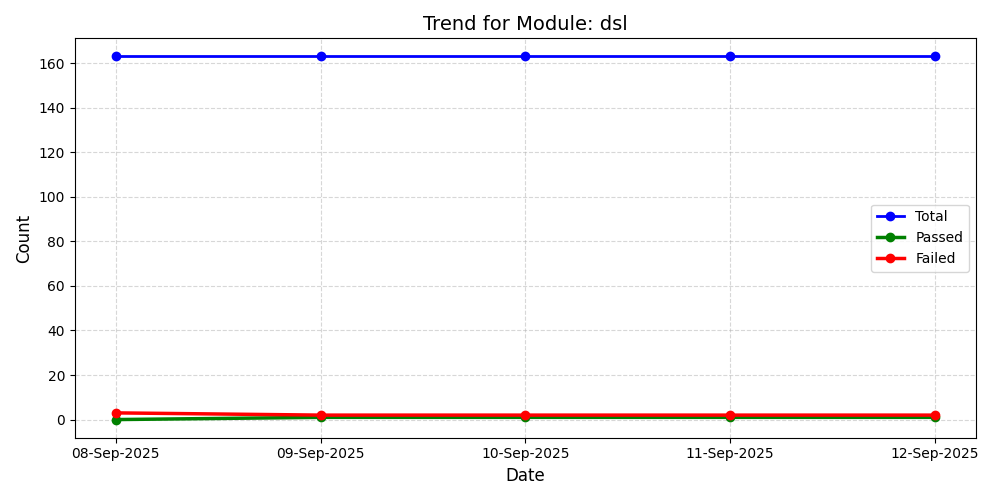 Trend for Module: dsl
160
140
120
100
80
60
40
20
0
Count
Total
Passed
Failed
08-Sep-2025
09-Sep-2025
10-Sep-2025
11-Sep-2025
12-Sep-2025
Date